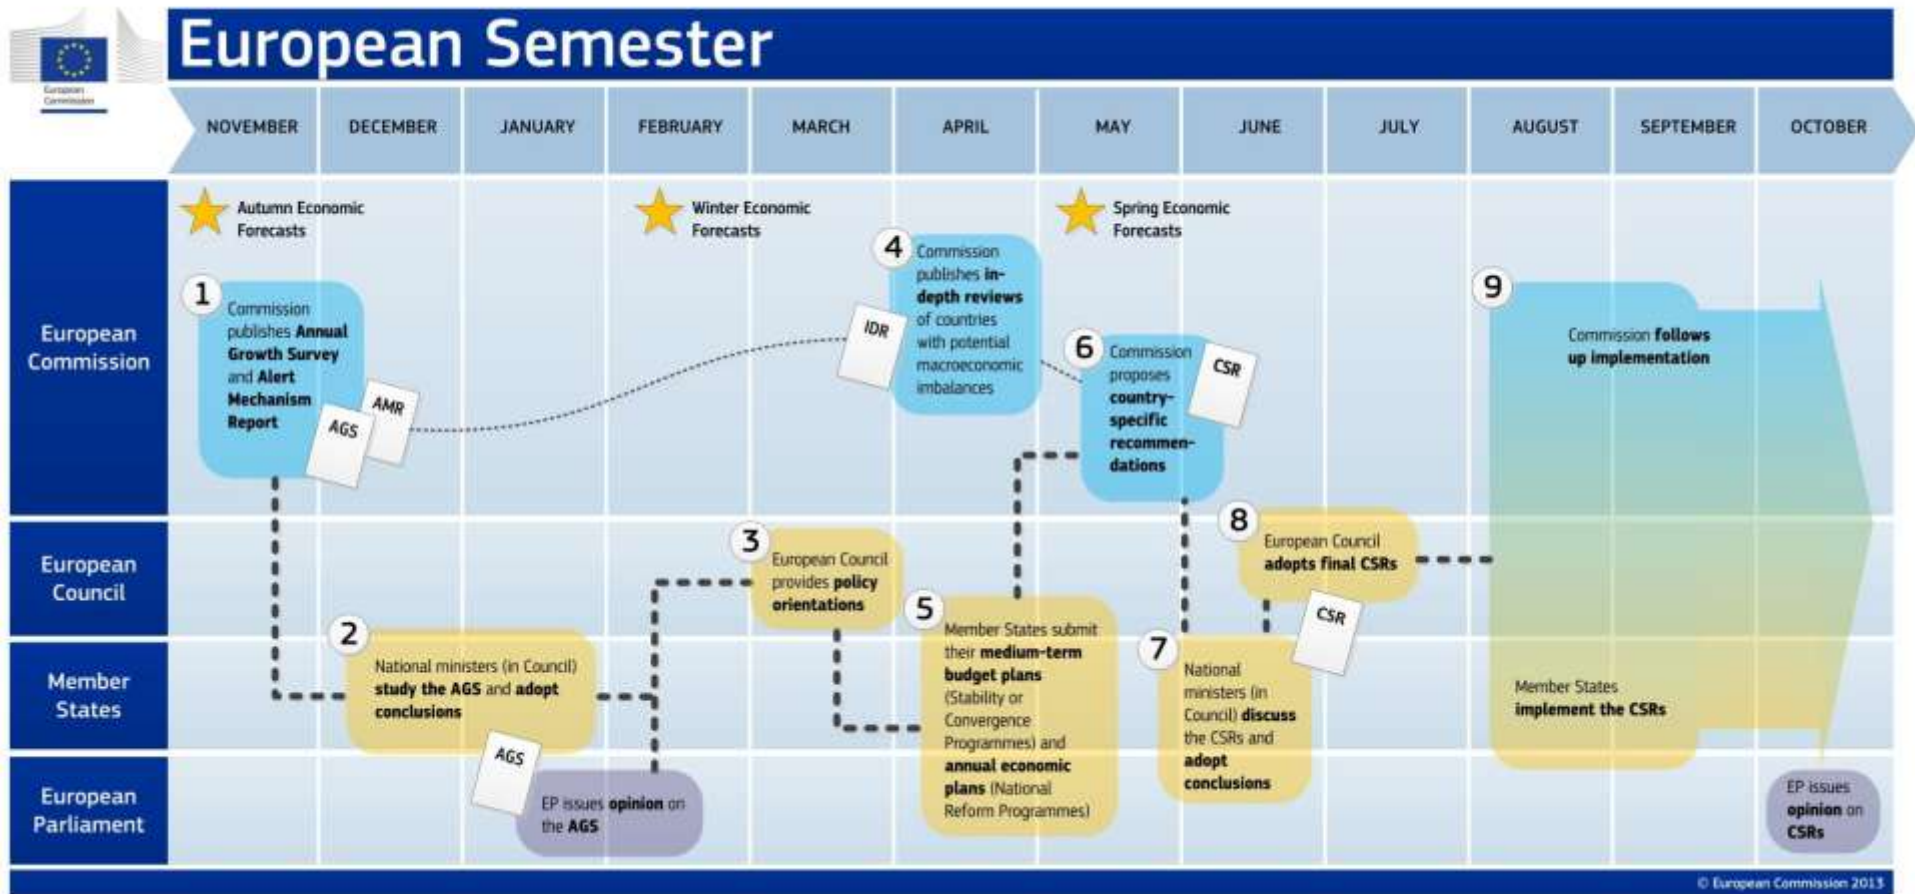 European Semester
European
Commission
NOVEMBER
DECEMBER
JANUARY
FEBRUARY
MARCH
APRIL
MAY
JUNE
JULY
AUGUST
SEPTEMBER
OCTOBER
European
Commission
Autumn Economic
Forecasts
Winter Economic
Forecasts
Spring Economic
Forecasts
1
Commission
publishes Annual
Growth Survey
and Alert
Mechanism
Report
AGS
AMR
IDR
4
Commission
publishes in-
depth reviews
of countries
with potential
macroeconomic
imbalances
6
Commission
proposes
country-
specific
recommen-
dations
CSR
9
Commission follows
up implementation
European
Council
3
European Council
provides policy
orientations
8
European Council
adopts final CSRs
CSR
Member
States
2
National ministers (in Council)
study the AGS and adopt
conclusions
AGS
5
Member States submit
their medium-term
budget plans
(Stability or
Convergence
Programmes) and
annual economic
plans (National
Reform Programmes)
7
National
ministers (in
Council) discuss
the CSRs and
adopt
conclusions
Member States
implement the CSRs
European
Parliament
EP issues opinion on
the AGS
EP issues
opinion on
CSRs
© European Commission 2013